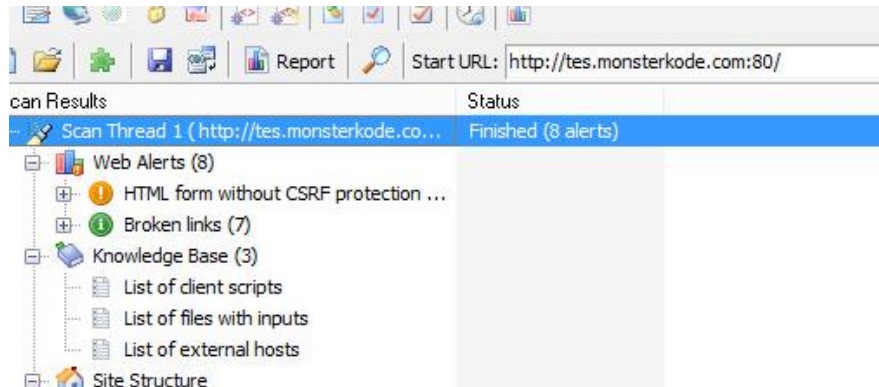 Report Start URL: http://tes.monsterkode.com:80/
can Results Status
Scan Thread 1 ( http://tes.monsterkode.co... Finished (8 alerts)
Web Alerts (8)
HTML form without CSRF protection ...
Broken links (7)
Knowledge Base (3)
List of client scripts
List of files with inputs
List of external hosts
Site Structure